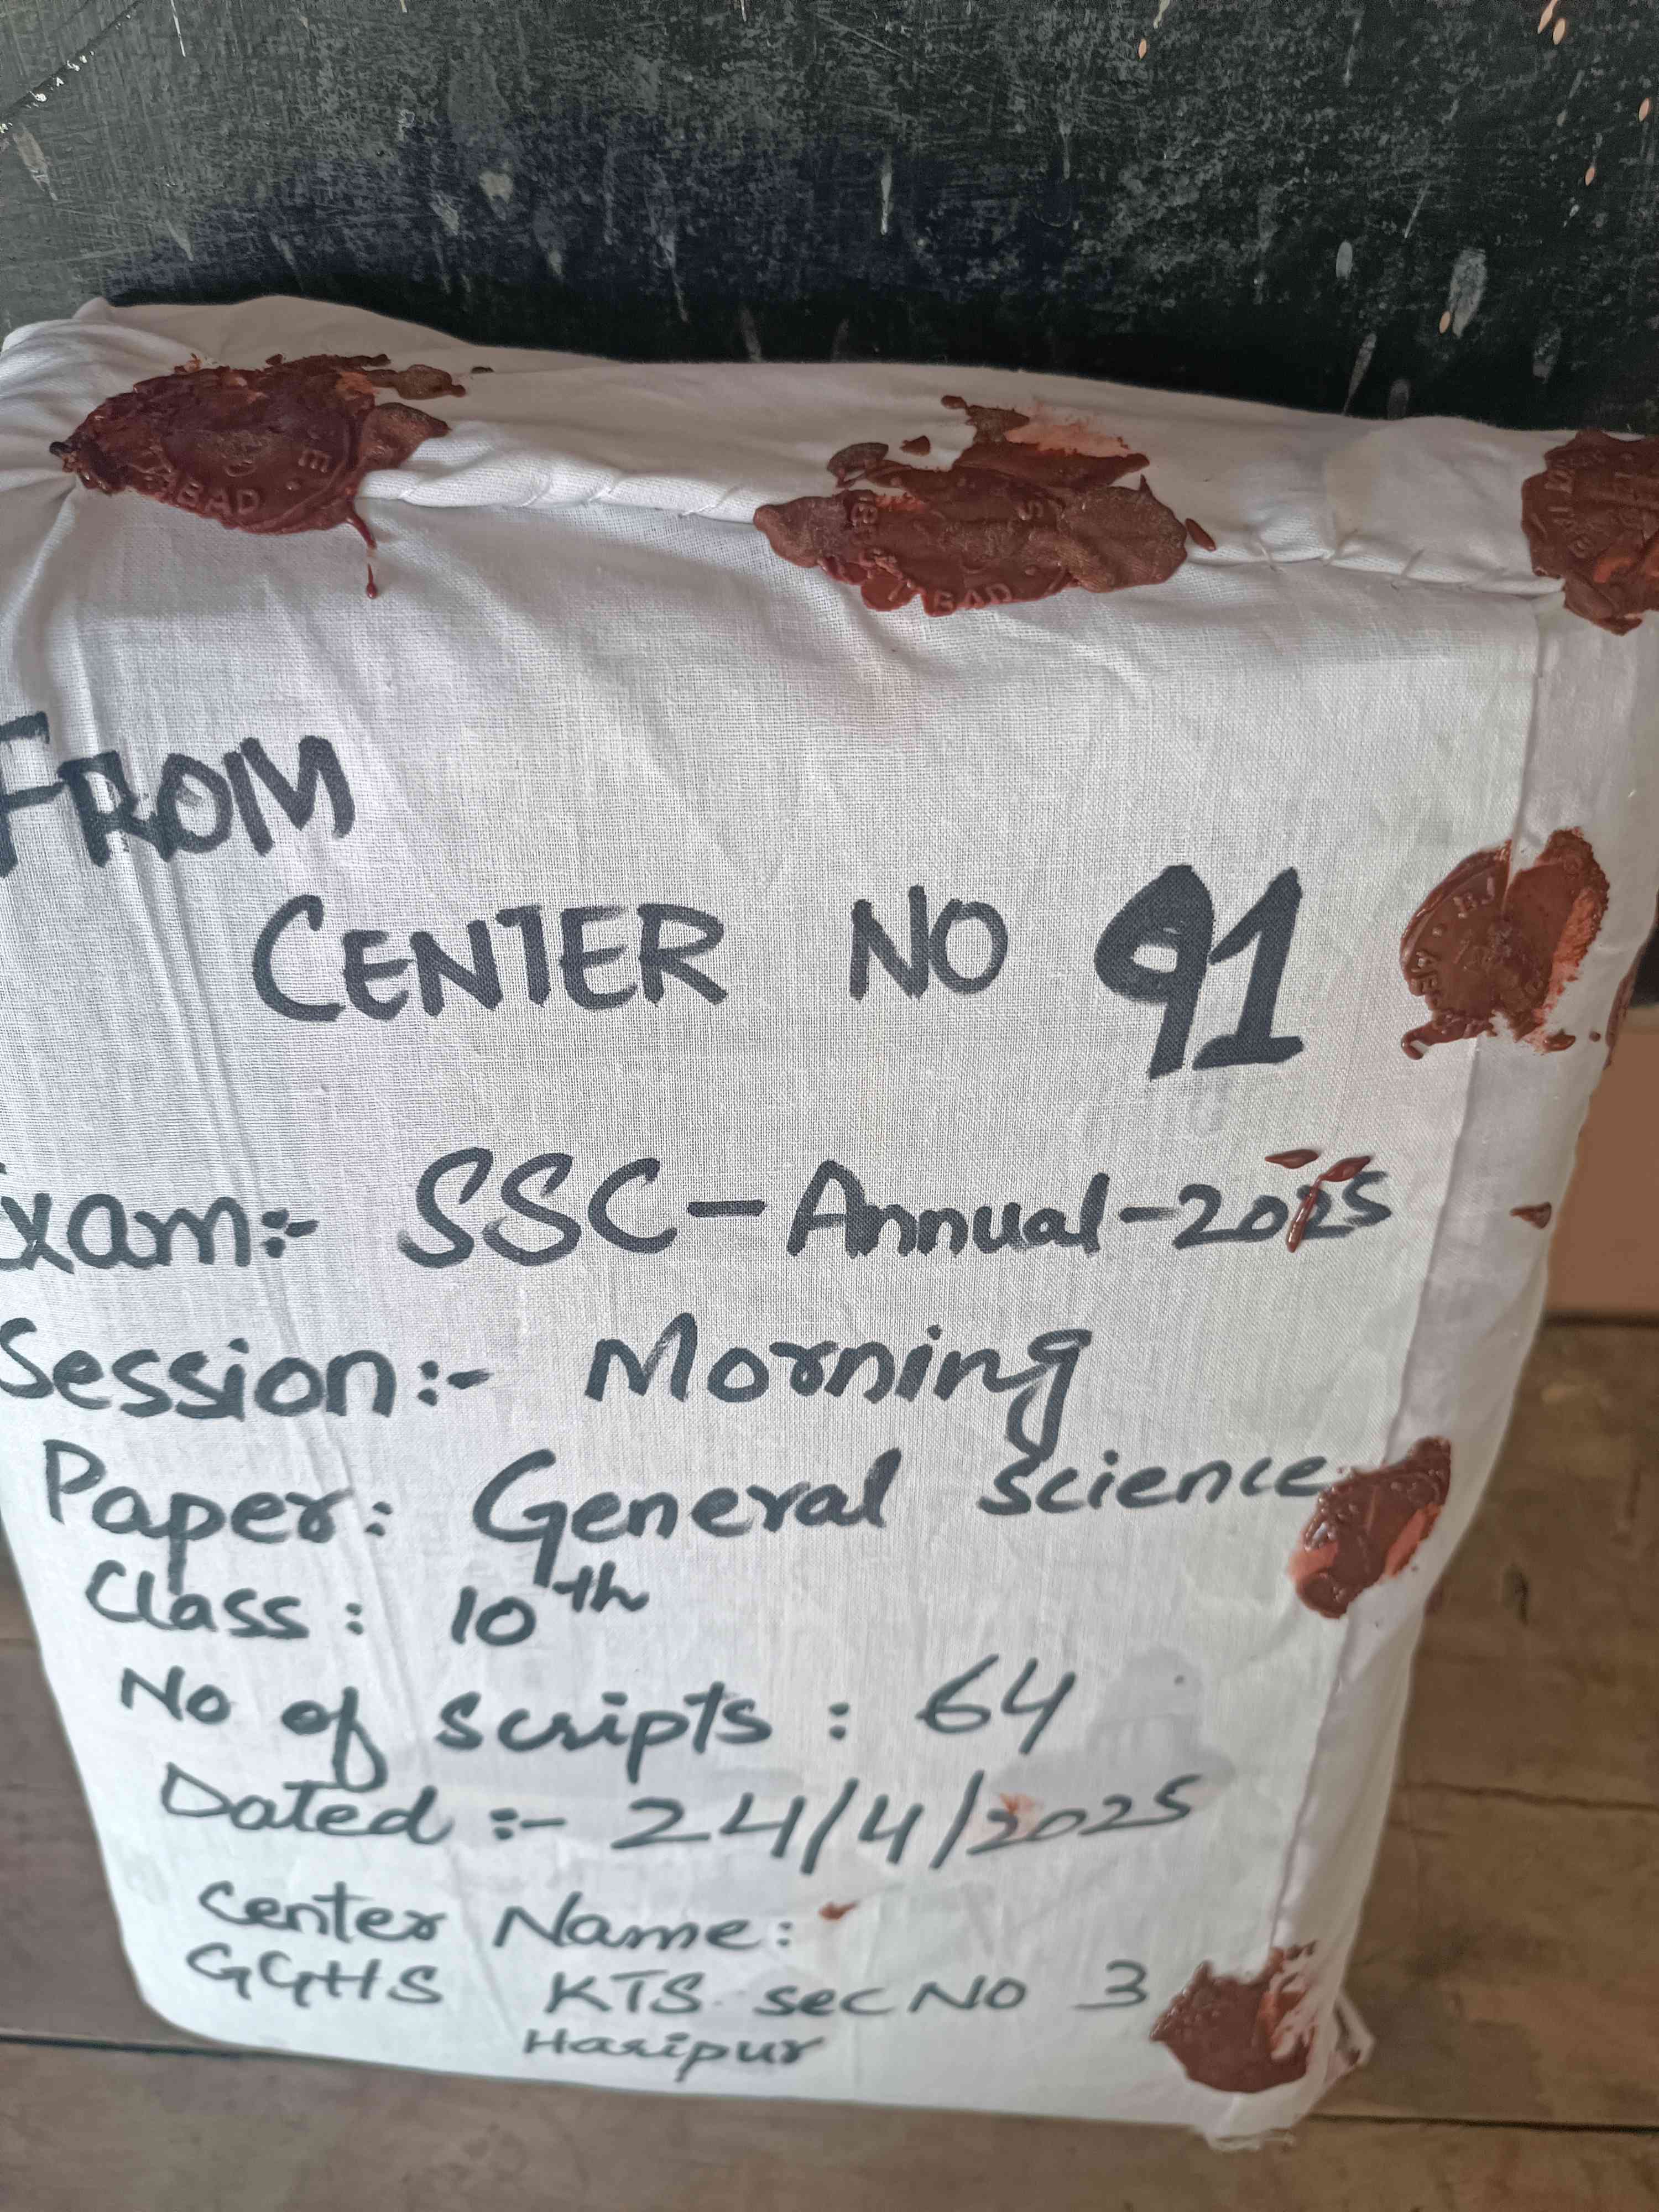 FROM
CENTER NO 91
Exam:- SSC-Annual-2025
Session:- Morning
Paper: General science
Class: 10th
No of scripts: 64
Dated:- 24/4/2025
Center Name:
GGHS KTS sec NO 3
Haripur